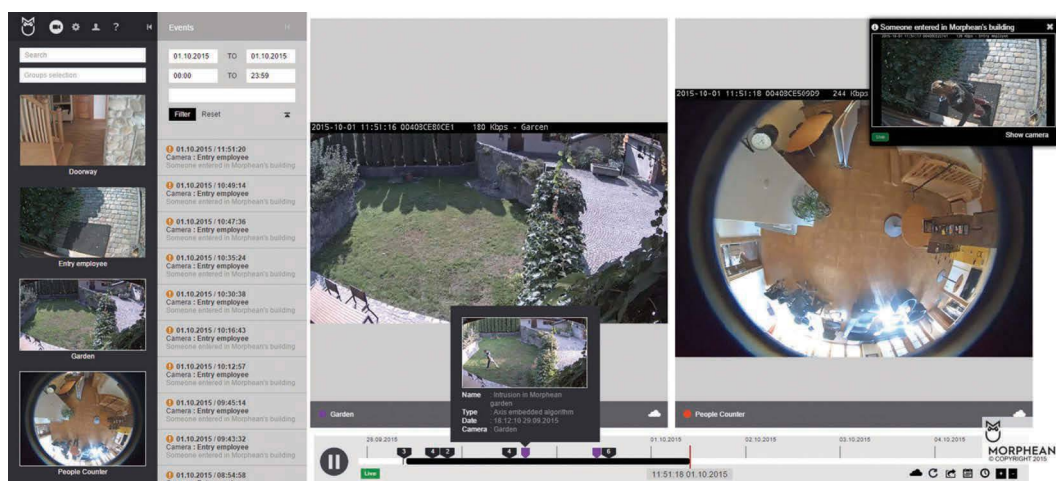 ?
Search
Groups selection
Doorway
Entry employee
Garden
People Counter
Events
01.10.2015 TO 01.10.2015
00:00 TO 23:59
Filter Reset
01.10.2015 / 11:51:20
Camera : Entry employee
Someone entered in Morphean's building
01.10.2015 / 10:49:14
Camera : Entry employee
Someone entered in Morphean's building
01.10.2015 / 10:47:36
Camera : Entry employee
Someone entered in Morphean's building
01.10.2015 / 10:35:24
Camera : Entry employee
Someone entered in Morphean's building
01.10.2015 / 10:30:38
Camera : Entry employee
Someone entered in Morphean's building
01.10.2015 / 10:16:43
Camera : Entry employee
Someone entered in Morphean's building
01.10.2015 / 10:12:57
Camera : Entry employee
Someone entered in Morphean's building
01.10.2015 / 09:45:14
Camera : Entry employee
Someone entered in Morphean's building
01.10.2015 / 09:43:32
Camera : Entry employee
Someone entered in Morphean's building
01.10.2015 / 08:54:58
2015-10-01 11:51:16 00408CE80CE1 180 Kbps - Garden
Name : Intrusion in Morphean
garden
Type : Axis embedded algorithm
Date : 18:12:10 29.09.2015
Camera : Garden
Garden
2015-10-01 11:51:18 00408CE509D9 244 Kbps
Someone entered in Morphean's building
Live
Show camera
People Counter
01.10.2015 02.10.2015 03.10.2015 04.10.2015
3 4 2 4 6
Live
11:51:18 01.10.2015
MORPHEAN
© COPYRIGHT 2015